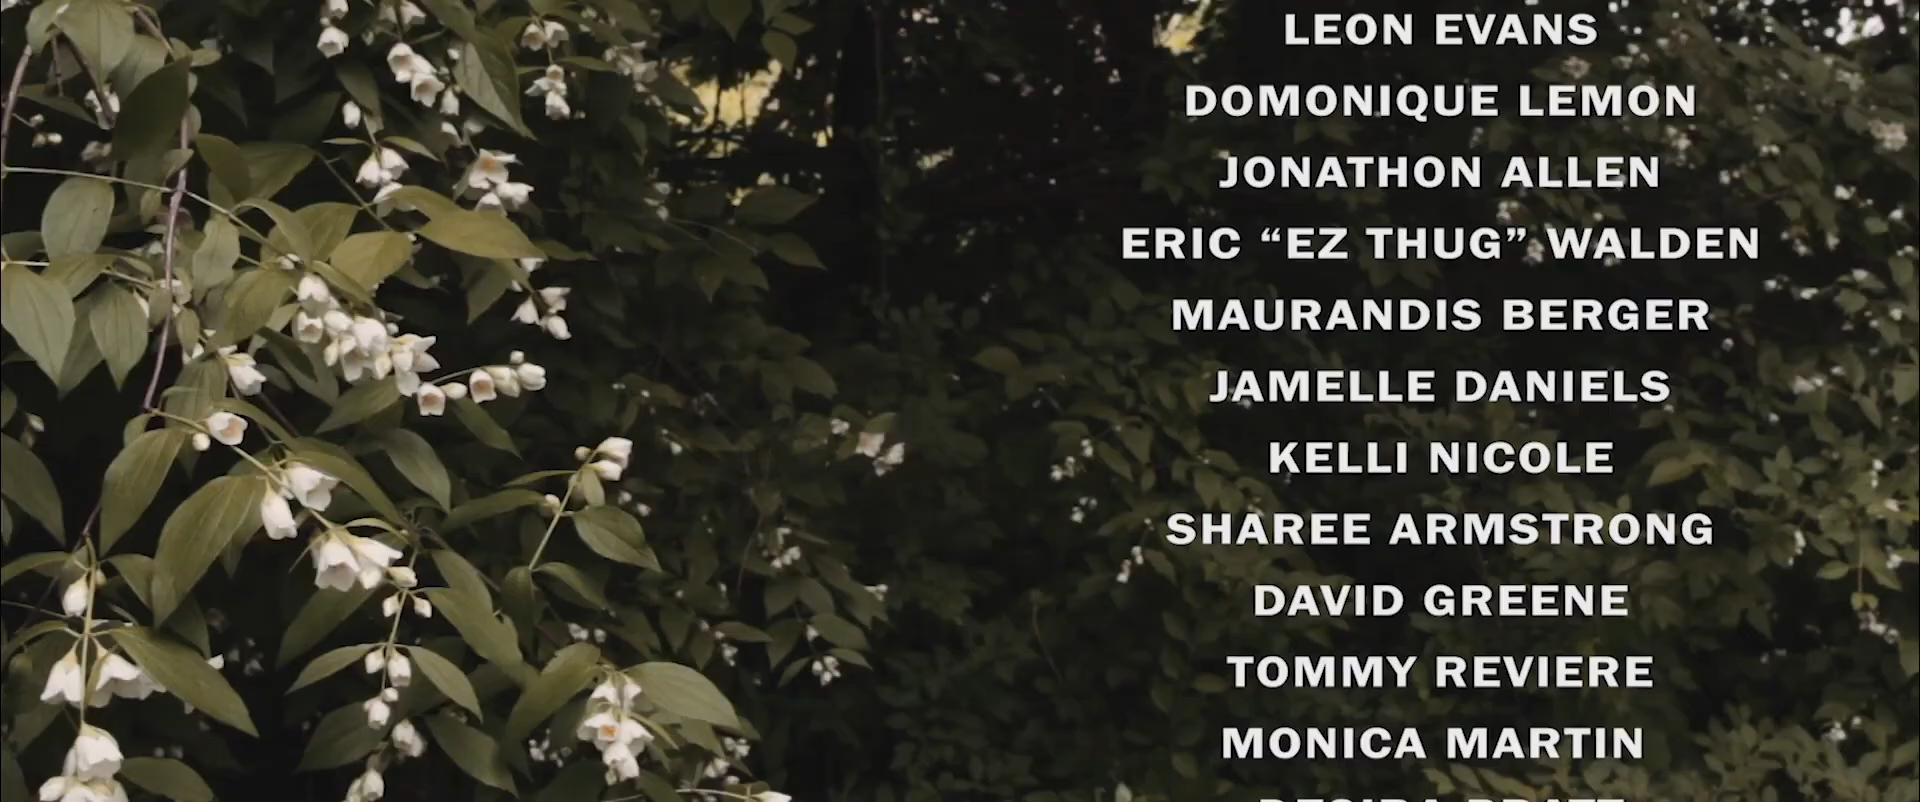 LEON EVANS
DOMONIQUE LEMON
JONATHON ALLEN
ERIC “EZ THUG” WALDEN
MAURANDIS BERGER
JAMELLE DANIELS
KELLI NICOLE
SHAREE ARMSTRONG
DAVID GREENE
TOMMY REVIERE
MONICA MARTIN